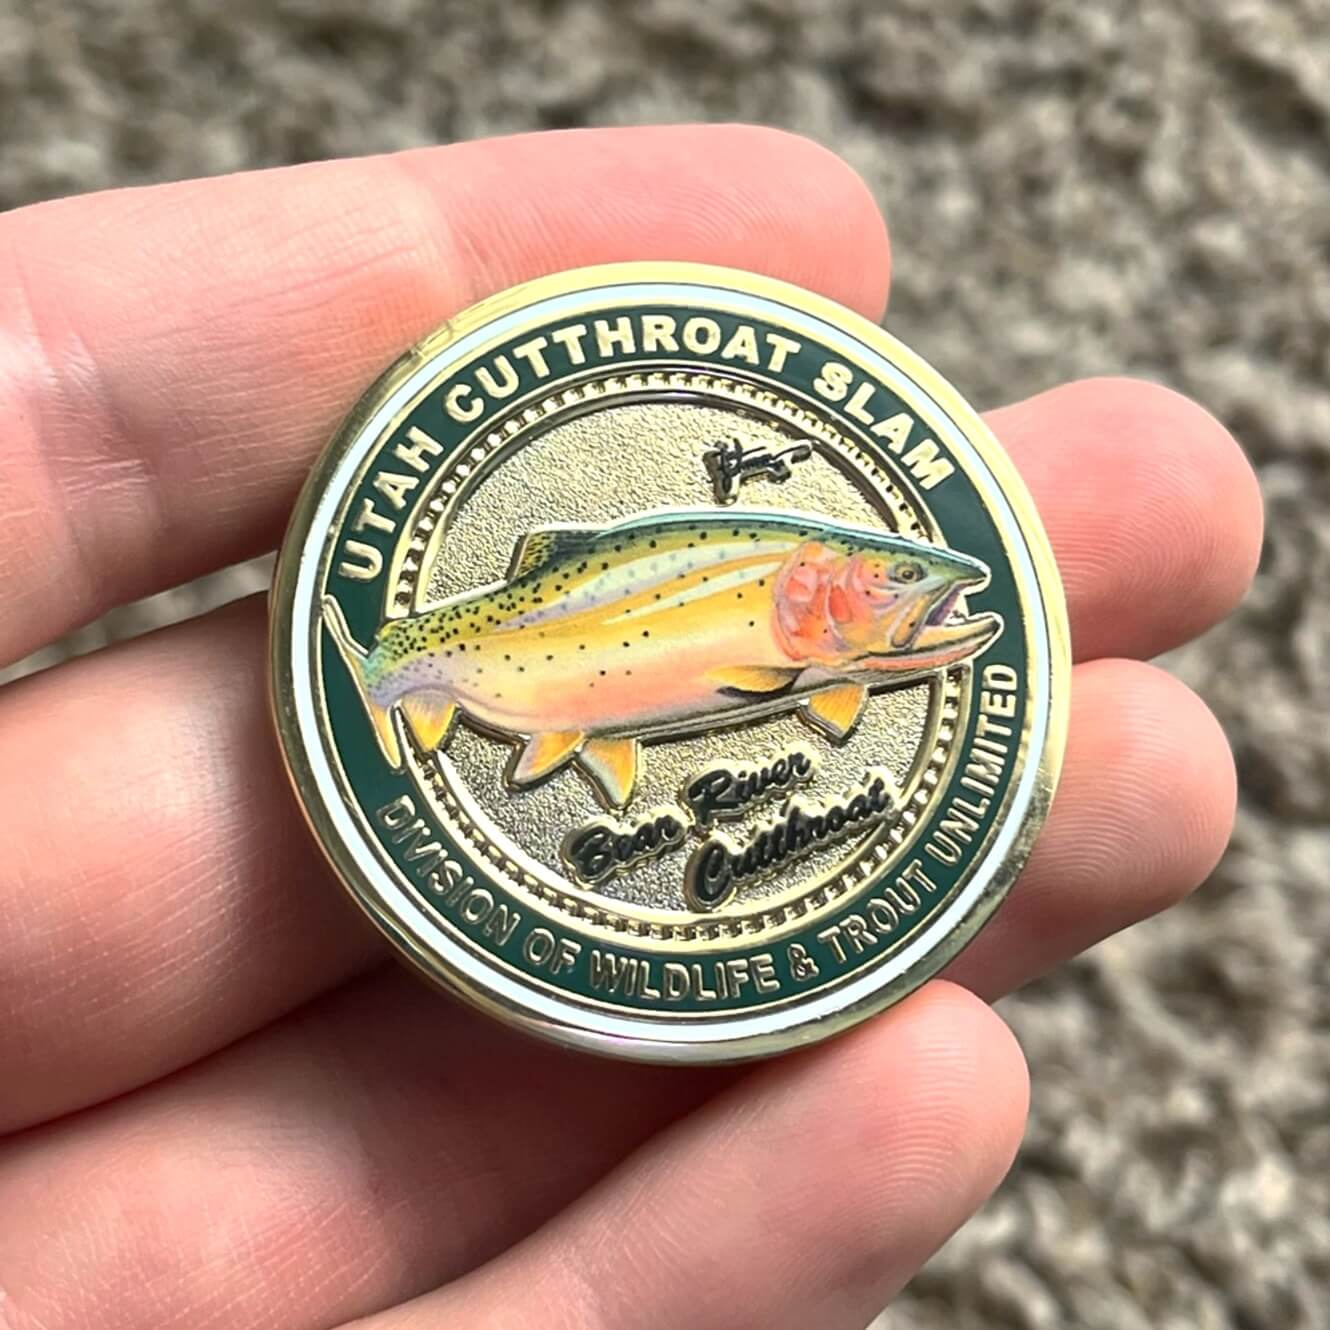 UTAH CUTTHROAT SLAM
Bear River
Cutthroat
DIVISION OF WILDLIFE & TROUT UNLIMITED